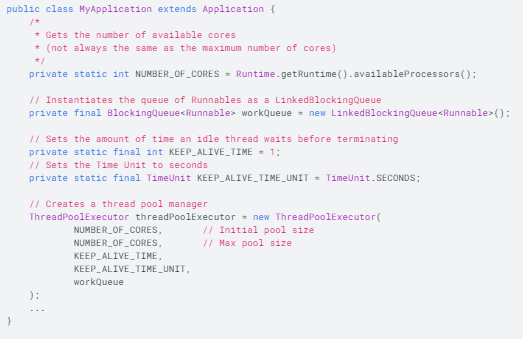 public class MyApplication extends Application {
    /*
     * Gets the number of available cores
     * (not always the same as the maximum number of cores)
     */
    private static int NUMBER_OF_CORES = Runtime.getRuntime().availableProcessors();

    // Instantiates the queue of Runnables as a LinkedBlockingQueue
    private final BlockingQueue<Runnable> workQueue = new LinkedBlockingQueue<Runnable>();

    // Sets the amount of time an idle thread waits before terminating
    private static final int KEEP_ALIVE_TIME = 1;
    // Sets the Time Unit to seconds
    private static final TimeUnit KEEP_ALIVE_TIME_UNIT = TimeUnit.SECONDS;

    // Creates a thread pool manager
    ThreadPoolExecutor threadPoolExecutor = new ThreadPoolExecutor(
            NUMBER_OF_CORES,       // Initial pool size
            NUMBER_OF_CORES,       // Max pool size
            KEEP_ALIVE_TIME,
            KEEP_ALIVE_TIME_UNIT,
            workQueue
    );
    ...
}